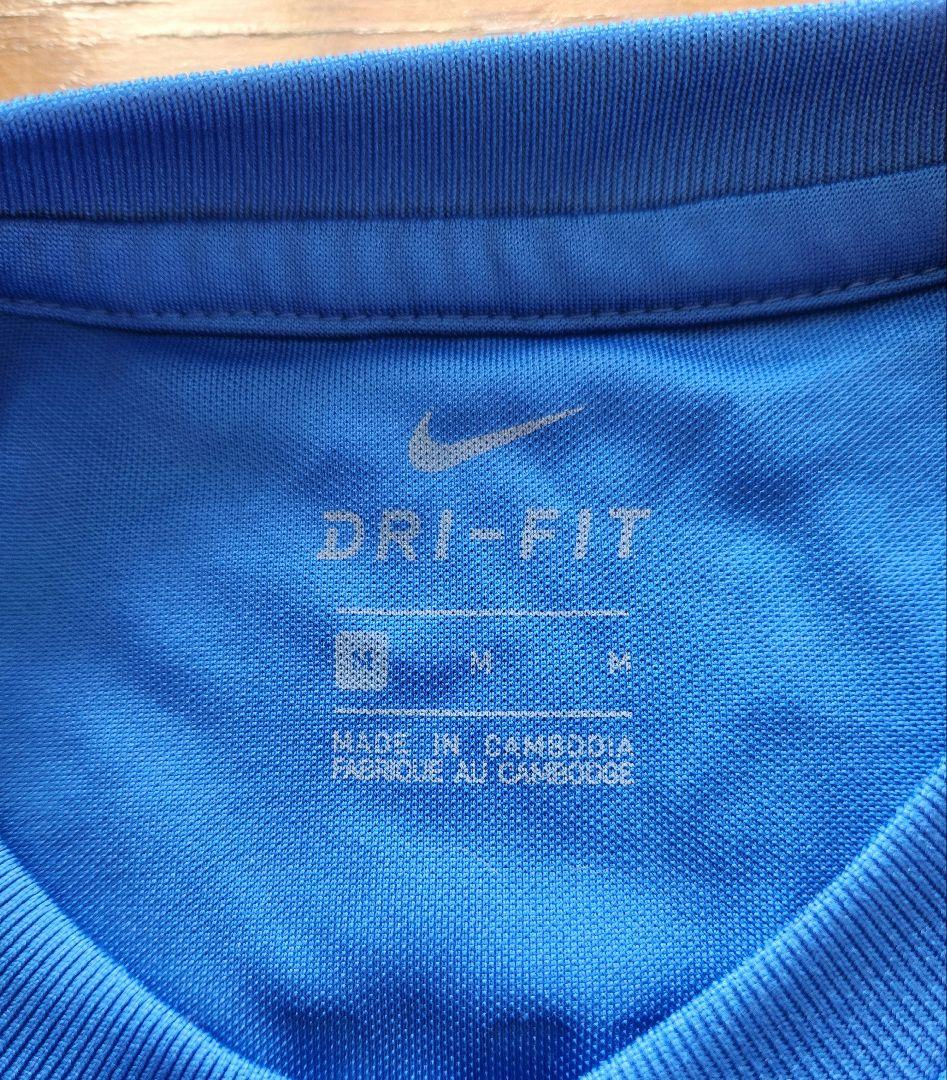 DRI-FIT
M M M
MADE IN CAMBODIA
FABRIQUE AU CAMBODGE